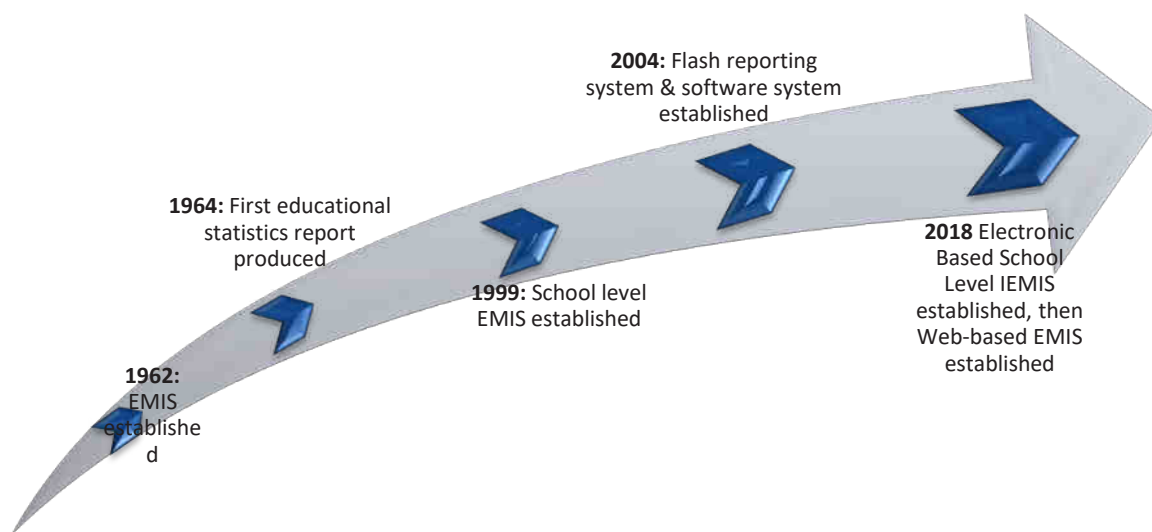 1962:
EMIS
establishe
d
1964: First educational
statistics report
produced
1999: School level
EMIS established
2004: Flash reporting
system & software system
established
2018 Electronic
Based School
Level IEMIS
established, then
Web-based EMIS
established